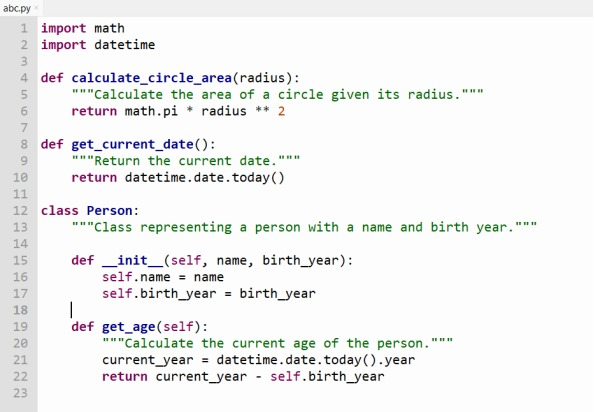 abc.py
1 import math
2 import datetime
3
4 def calculate_circle_area(radius):
5     """Calculate the area of a circle given its radius."""
6     return math.pi * radius ** 2
7
8 def get_current_date():
9     """Return the current date."""
10     return datetime.date.today()
11
12 class Person:
13     """Class representing a person with a name and birth year."""
14
15     def __init__(self, name, birth_year):
16         self.name = name
17         self.birth_year = birth_year
18
19     def get_age(self):
20         """Calculate the current age of the person."""
21         current_year = datetime.date.today().year
22         return current_year - self.birth_year
23